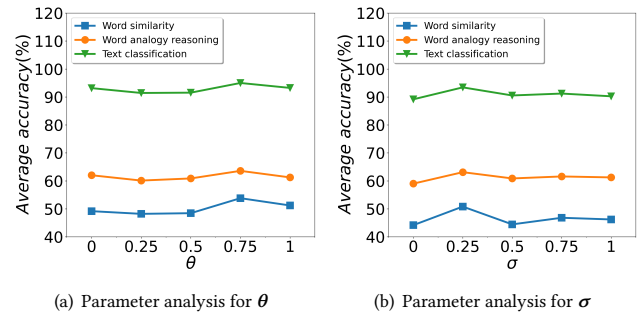 120
110
100
90
80
70
60
50
40
Average accuracy(%)
Word similarity
Word analogy reasoning
Text classification
0 0.25 0.5 0.75 1
θ
(a) Parameter analysis for θ
120
110
100
90
80
70
60
50
40
Average accuracy(%)
Word similarity
Word analogy reasoning
Text classification
0 0.25 0.5 0.75 1
σ
(b) Parameter analysis for σ